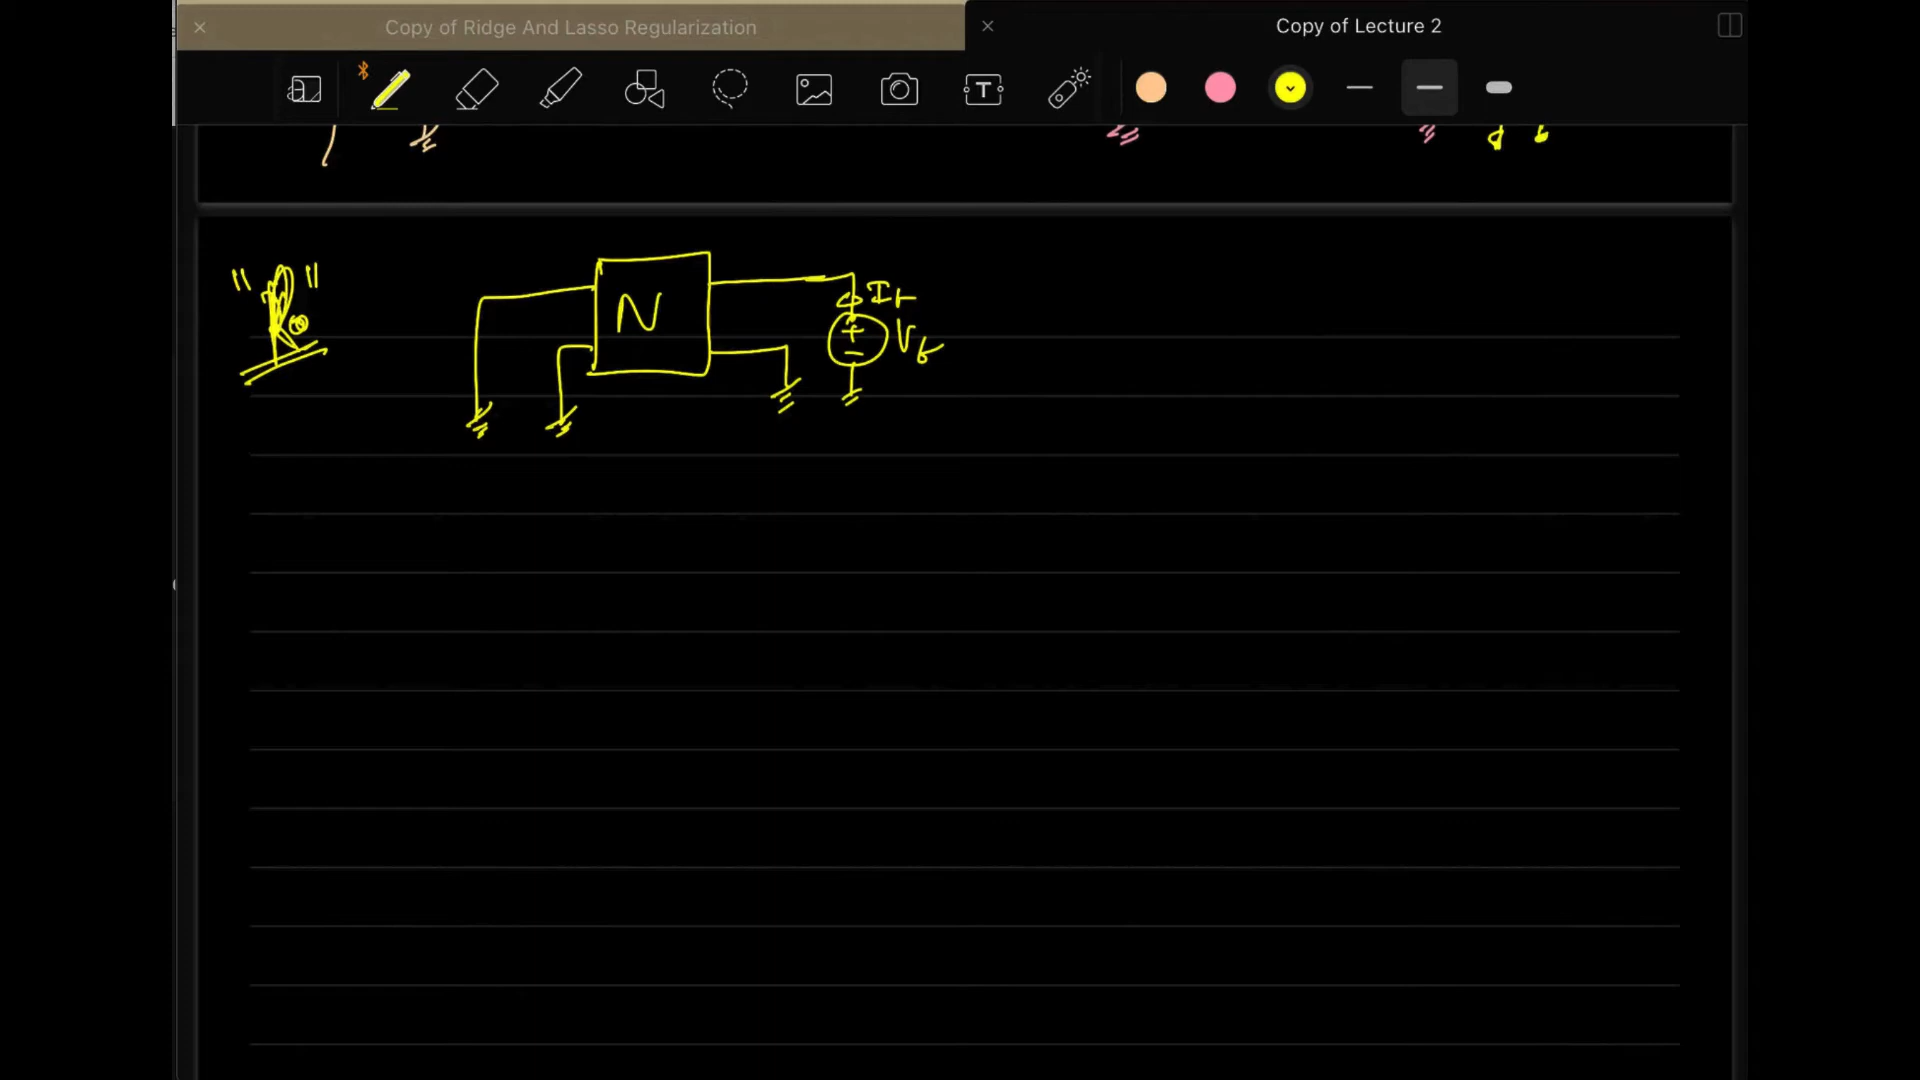 Copy of Ridge And Lasso Regularization
Copy of Lecture 2
T
"R₀"
N
I_t
V_t